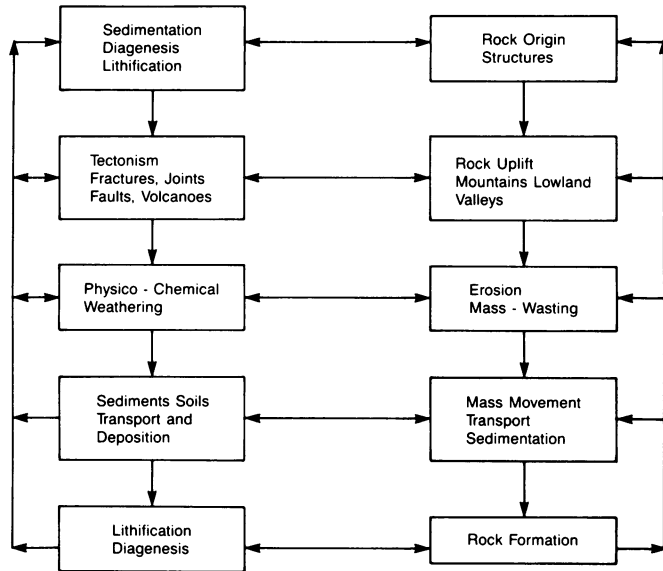 Sedimentation
Diagenesis
Lithification
Rock Origin
Structures
Tectonism
Fractures, Joints
Faults, Volcanoes
Rock Uplift
Mountains Lowland
Valleys
Physico - Chemical
Weathering
Erosion
Mass - Wasting
Sediments Soils
Transport and
Deposition
Mass Movement
Transport
Sedimentation
Lithification
Diagenesis
Rock Formation